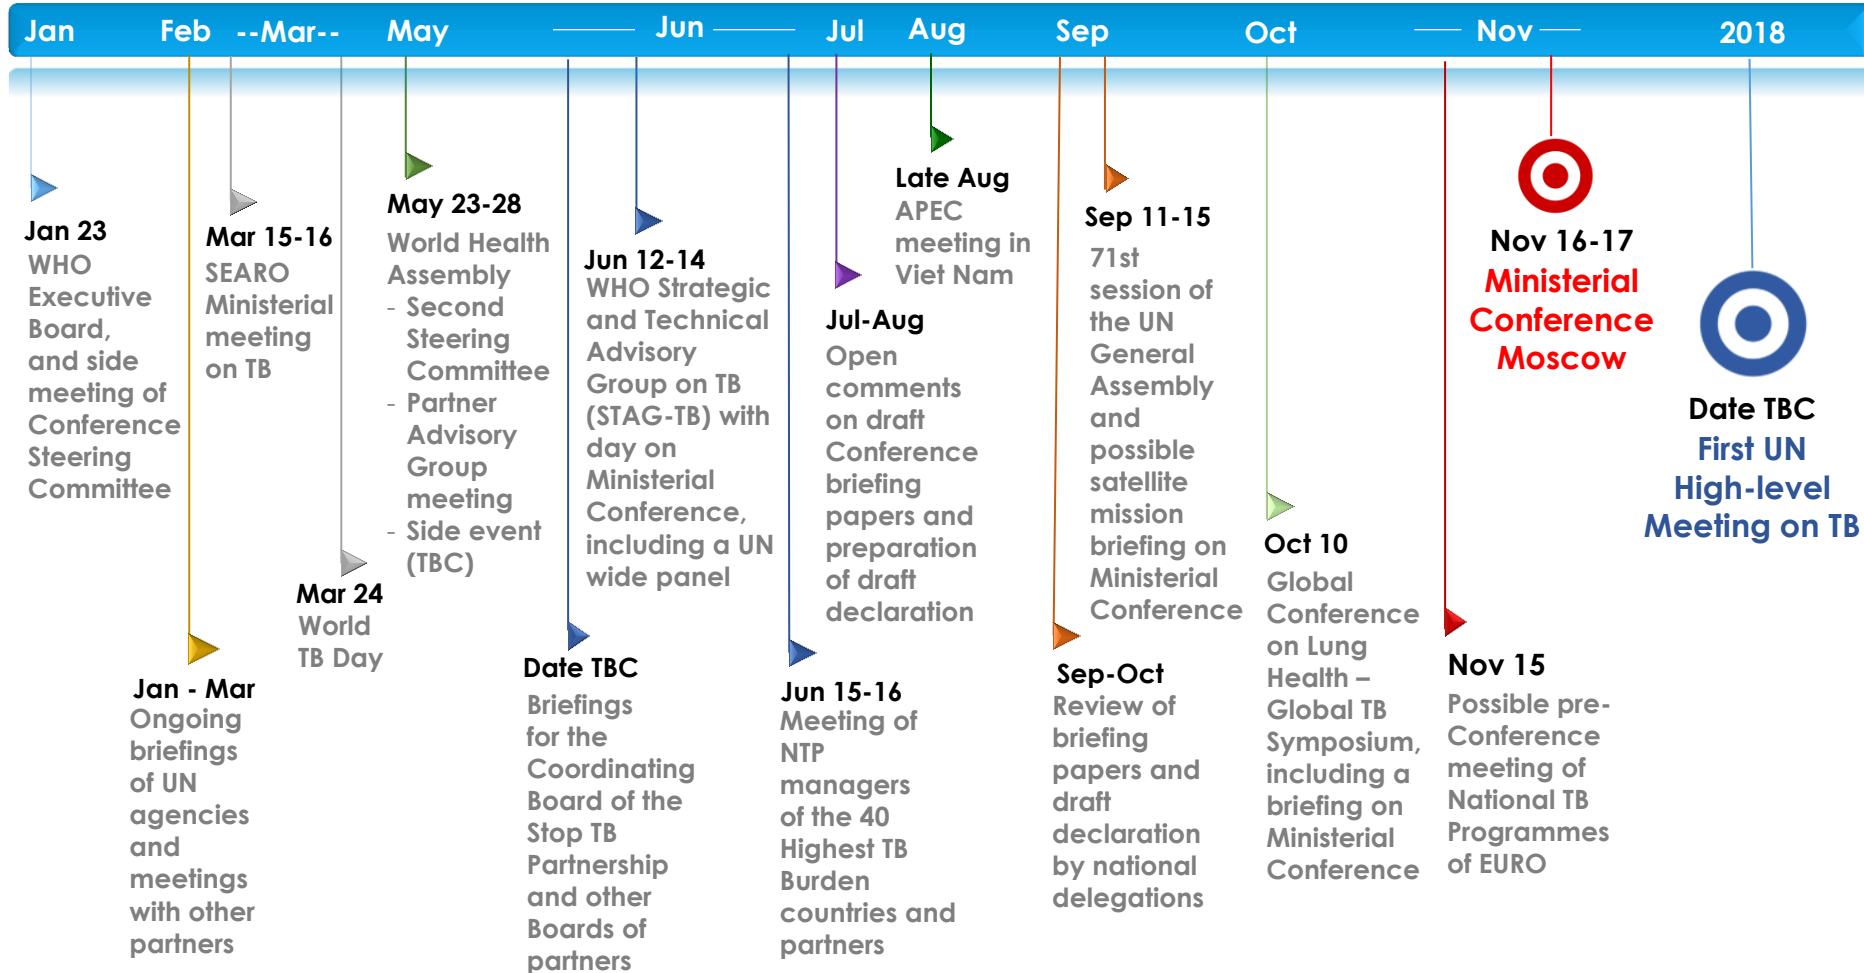 Jan
Feb
--Mar--
May
Jun
Jul
Aug
Sep
Oct
Nov
2018
Jan 23
WHO
Executive
Board,
and side
meeting of
Conference
Steering
Committee
Jan - Mar
Ongoing
briefings
of UN
agencies
and
meetings
with other
partners
Mar 15-16
SEARO
Ministerial
meeting
on TB
Mar 24
World
TB Day
May 23-28
World Health
Assembly
- Second
Steering
Committee
- Partner
Advisory
Group
meeting
- Side event
(TBC)
Date TBC
Briefings
for the
Coordinating
Board of the
Stop TB
Partnership
and other
Boards of
partners
Jun 12-14
WHO Strategic
and Technical
Advisory
Group on TB
(STAG-TB) with
day on
Ministerial
Conference,
including a UN
wide panel
Jun 15-16
Meeting of
NTP
managers
of the 40
Highest TB
Burden
countries and
partners
Jul-Aug
Open
comments
on draft
Conference
briefing
papers and
preparation
of draft
declaration
Late Aug
APEC
meeting in
Viet Nam
Sep-Oct
Review of
briefing
papers and
draft
declaration
by national
delegations
Sep 11-15
71st
session of
the UN
General
Assembly
and
possible
satellite
mission
briefing on
Ministerial
Conference
Oct 10
Global
Conference
on Lung
Health –
Global TB
Symposium,
including a
briefing on
Ministerial
Conference
Nov 15
Possible pre-
Conference
meeting of
National TB
Programmes
of EURO
Nov 16-17
Ministerial
Conference
Moscow
Date TBC
First UN
High-level
Meeting on TB